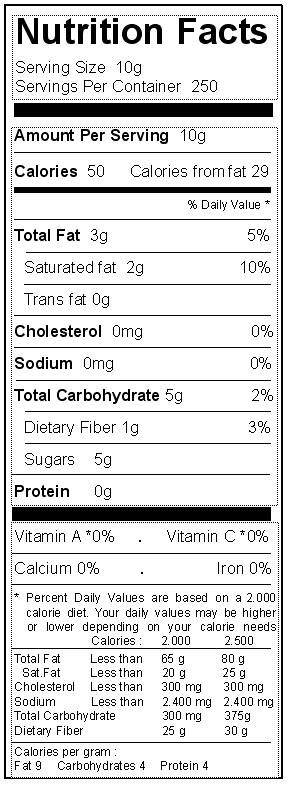 Nutrition Facts
Serving Size 10g
Servings Per Container 250
Amount Per Serving 10g
Calories 50 Calories from fat 29
% Daily Value *
Total Fat 3g 5%
Saturated fat 2g 10%
Trans fat 0g
Cholesterol 0mg 0%
Sodium 0mg 0%
Total Carbohydrate 5g 2%
Dietary Fiber 1g 3%
Sugars 5g
Protein 0g
Vitamin A *0% . Vitamin C *0%
Calcium 0% . Iron 0%
* Percent Daily Values are based on a 2.000
calorie diet. Your daily values may be higher
or lower depending on your calorie needs
Calories : 2.000 2.500
Total Fat Less than 65 g 80 g
Sat.Fat Less than 20 g 25 g
Cholesterol Less than 300 mg 300 mg
Sodium Less than 2.400 mg 2.400 mg
Total Carbohydrate 300 mg 375g
Dietary Fiber 25 g 30 g
Calories per gram :
Fat 9 Carbohydrates 4 Protein 4